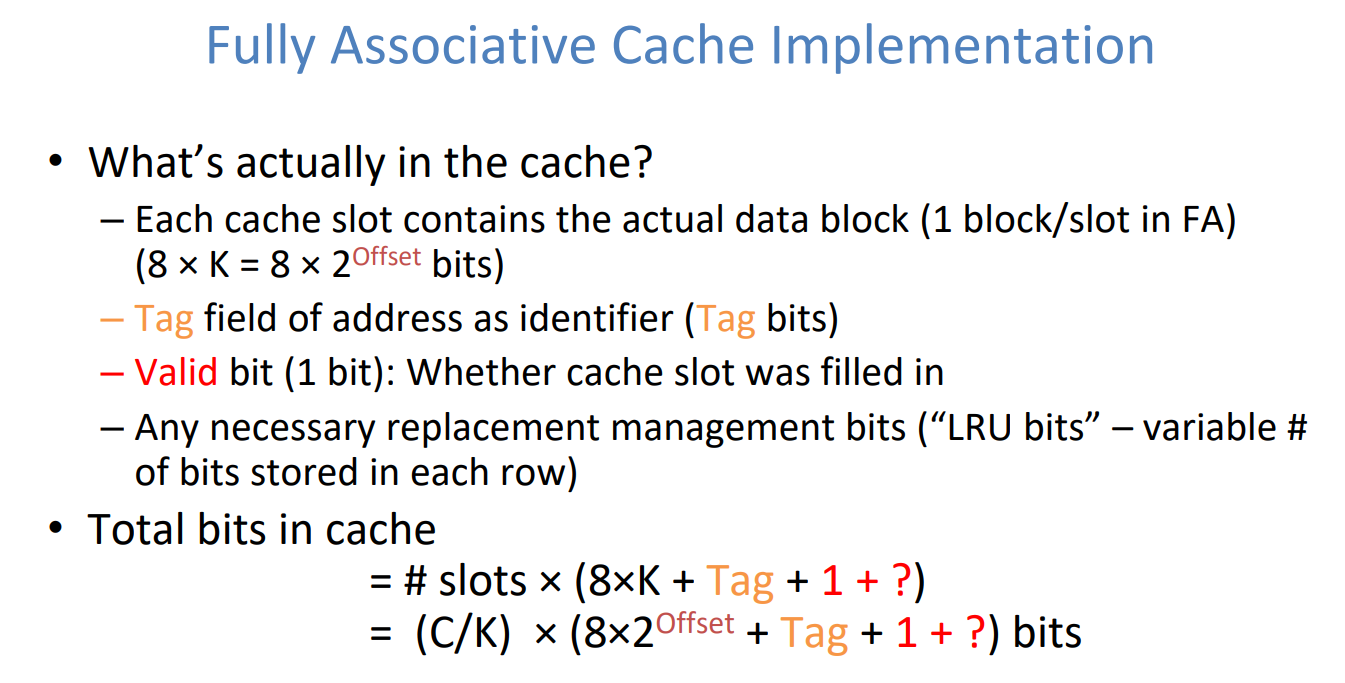 Fully Associative Cache Implementation
• What’s actually in the cache?
– Each cache slot contains the actual data block (1 block/slot in FA)
(8 × K = 8 × 2^Offset bits)
– Tag field of address as identifier (Tag bits)
– Valid bit (1 bit): Whether cache slot was filled in
– Any necessary replacement management bits (“LRU bits” – variable #
of bits stored in each row)
• Total bits in cache
= # slots × (8×K + Tag + 1 + ?)
= (C/K) × (8×2^Offset + Tag + 1 + ?) bits